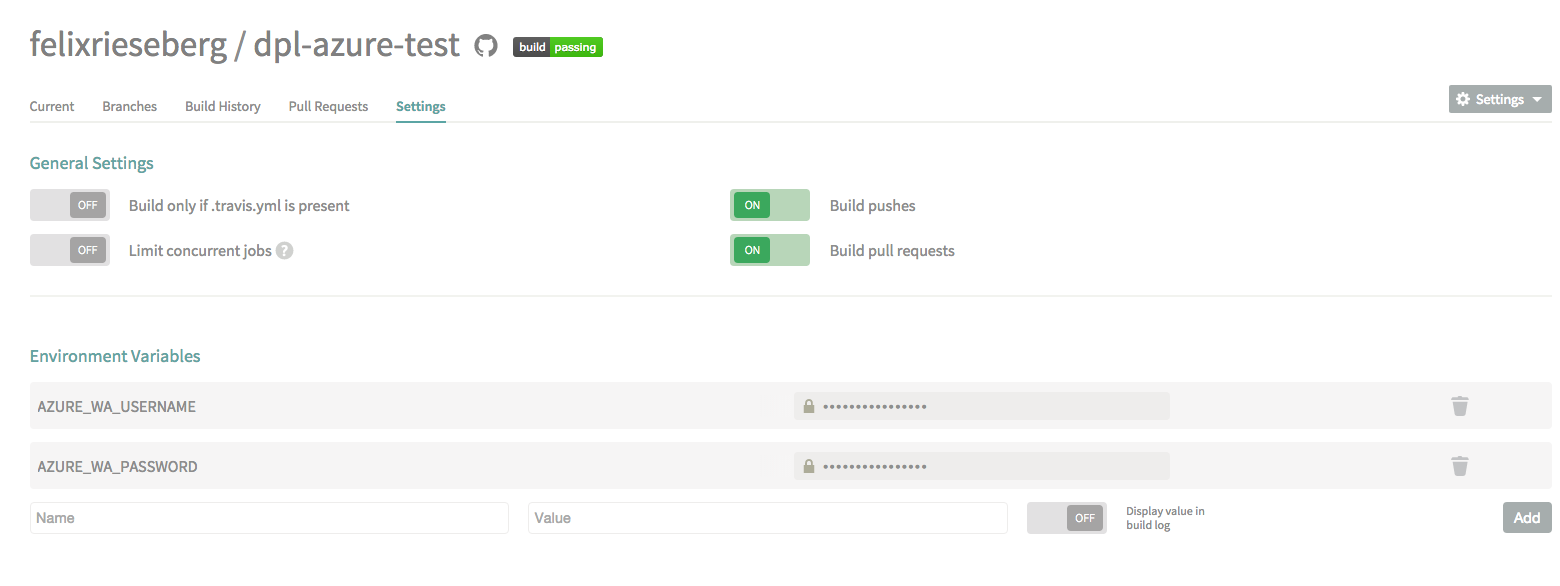 felixrieseberg / dpl-azure-test build passing
Current Branches Build History Pull Requests Settings Settings
General Settings
OFF Build only if .travis.yml is present ON Build pushes
OFF Limit concurrent jobs ? ON Build pull requests
Environment Variables
AZURE_WA_USERNAME ••••••••••••••••
AZURE_WA_PASSWORD ••••••••••••••••
Name Value OFF Display value in
build log
Add